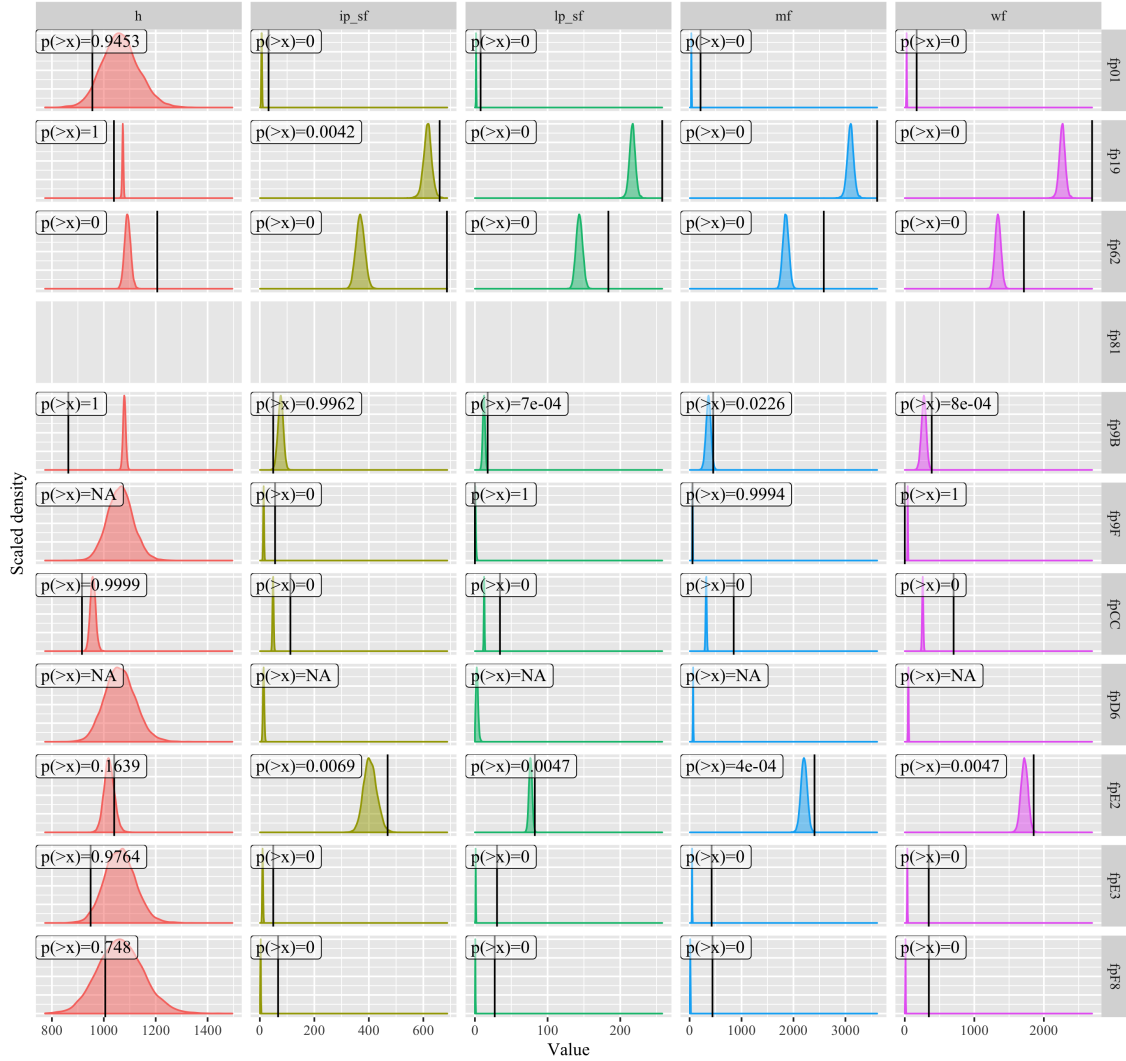 h ip_sf lp_sf mf wf
p(>x)=0.9453 p(>x)=0 p(>x)=0 p(>x)=0 p(>x)=0 fp01
p(>x)=1 p(>x)=0.0042 p(>x)=0 p(>x)=0 p(>x)=0 fp19
p(>x)=0 p(>x)=0 p(>x)=0 p(>x)=0 p(>x)=0 fp62
fp81
p(>x)=1 p(>x)=0.9962 p(>x)=7e-04 p(>x)=0.0226 p(>x)=8e-04 fp9B
p(>x)=NA p(>x)=0 p(>x)=1 p(>x)=0.9994 p(>x)=1 fp9F
p(>x)=0.9999 p(>x)=0 p(>x)=0 p(>x)=0 p(>x)=0 fpCC
p(>x)=NA p(>x)=NA p(>x)=NA p(>x)=NA p(>x)=NA fpD6
p(>x)=0.1639 p(>x)=0.0069 p(>x)=0.0047 p(>x)=4e-04 p(>x)=0.0047 fpE2
p(>x)=0.9764 p(>x)=0 p(>x)=0 p(>x)=0 p(>x)=0 fpE3
p(>x)=0.748 p(>x)=0 p(>x)=0 p(>x)=0 p(>x)=0 fpF8
800 1000 1200 1400 0 200 400 600 0 100 200 0 1000 2000 3000 0 1000 2000
Value
Scaled density